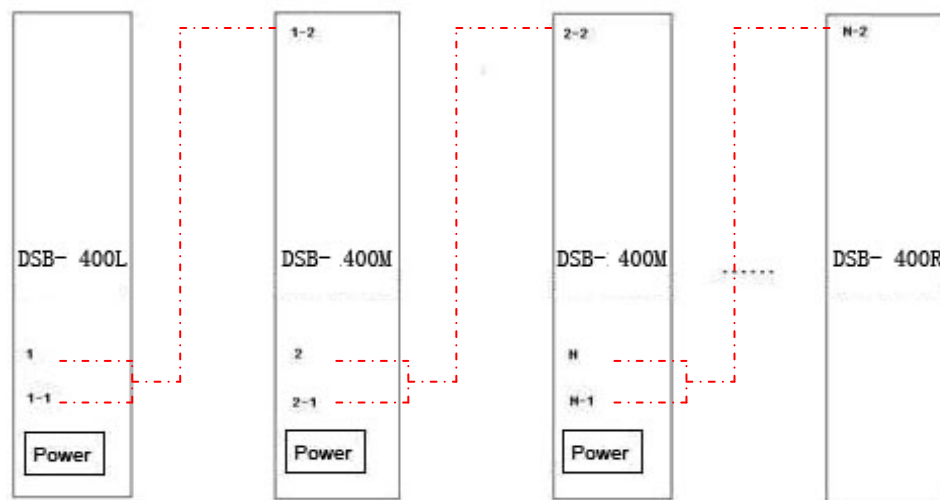 1-2
2-2
N-2
DSB- 400L
DSB- 400M
DSB- 400M
......
DSB- 400R
1
2
N
1-1
2-1
N-1
Power
Power
Power